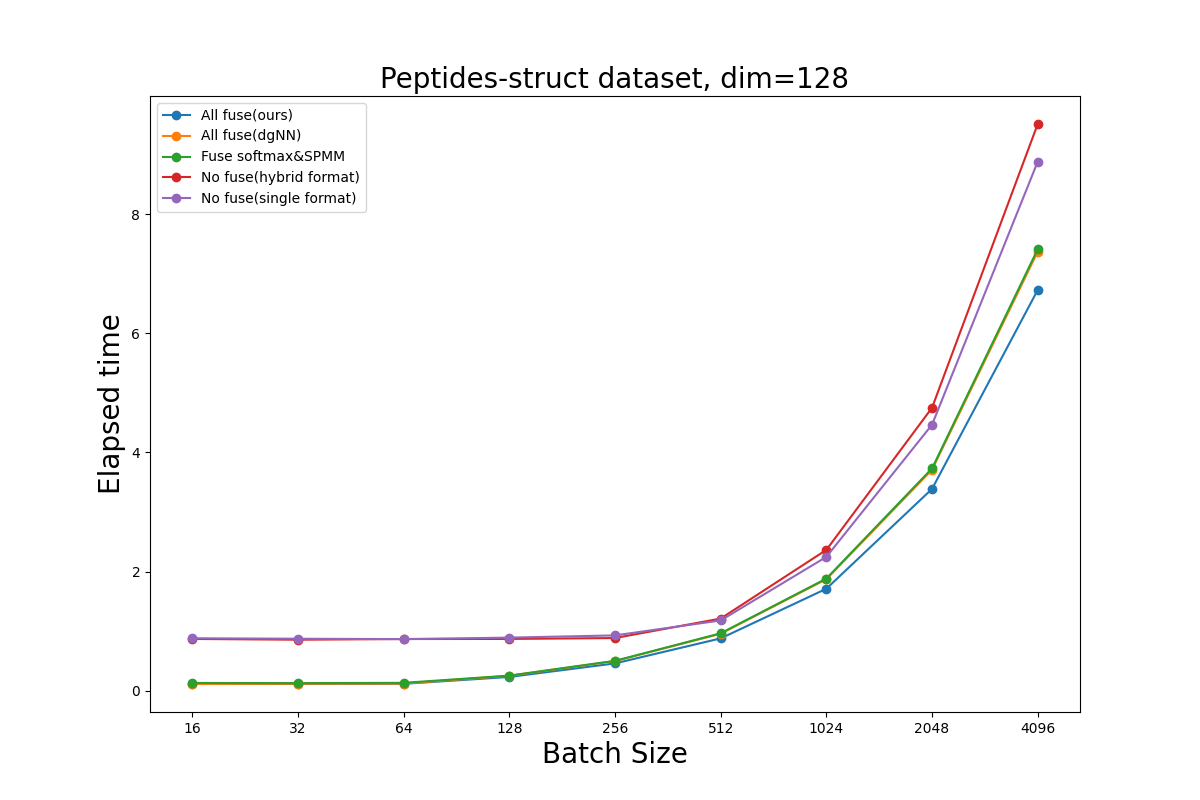 Peptides-struct dataset, dim=128
All fuse(ours)
All fuse(dgNN)
Fuse softmax&SPMM
No fuse(hybrid format)
No fuse(single format)
8
6
4
2
0
Elapsed time
16 32 64 128 256 512 1024 2048 4096
Batch Size